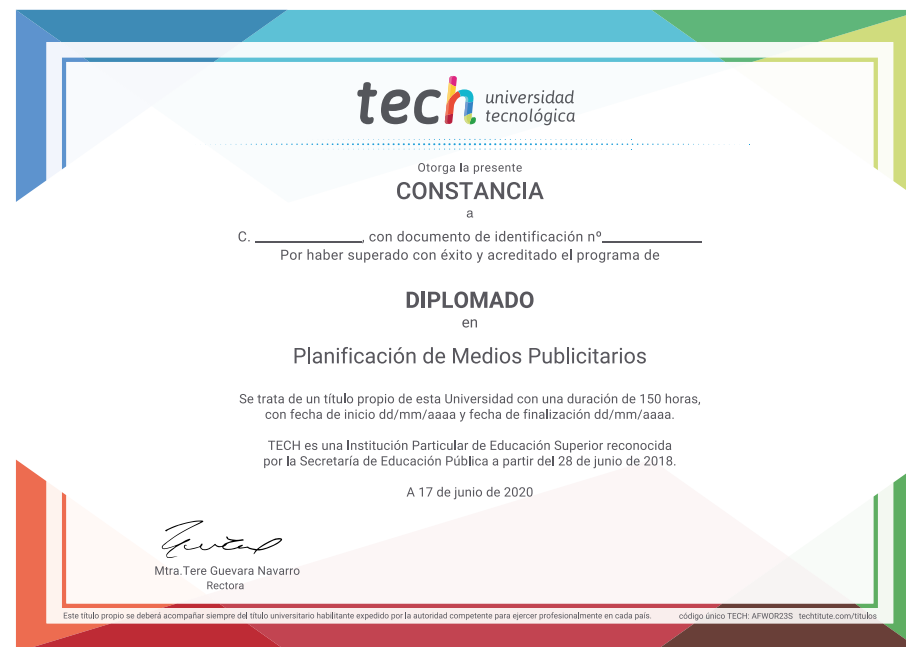 tech universidad
tecnológica
Otorga la presente
CONSTANCIA
a
C. ________________, con documento de identificación nº_______________
Por haber superado con éxito y acreditado el programa de
DIPLOMADO
en
Planificación de Medios Publicitarios
Se trata de un título propio de esta Universidad con una duración de 150 horas,
con fecha de inicio dd/mm/aaaa y fecha de finalización dd/mm/aaaa.
TECH es una Institución Particular de Educación Superior reconocida
por la Secretaría de Educación Pública a partir del 28 de junio de 2018.
A 17 de junio de 2020
Mtra.Tere Guevara Navarro
Rectora
Este título propio se deberá acompañar siempre del título universitario habilitante expedido por la autoridad competente para ejercer profesionalmente en cada país. código único TECH: AFWOR23S techtitute.com/titulos